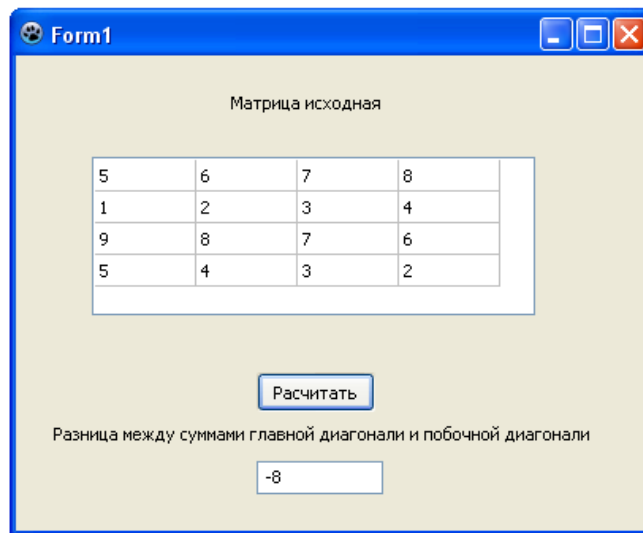 Form1
Матрица исходная
5 6 7 8
1 2 3 4
9 8 7 6
5 4 3 2
Расчитать
Разница между суммами главной диагонали и побочной диагонали
-8